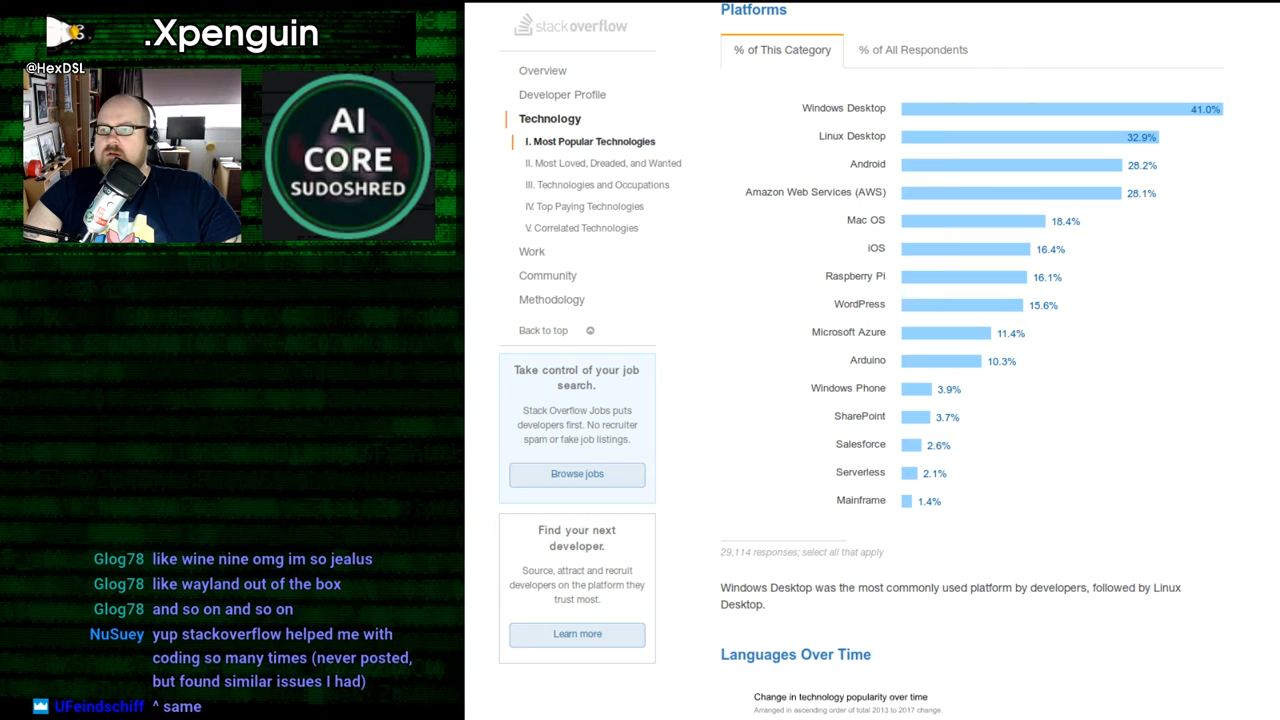 .Xpenguin
@HexDSL
AI
CORE
SUDOSHRED
Glog78 like wine nine omg im so jealus
Glog78 like wayland out of the box
Glog78 and so on and so on
NuSuey yup stackoverflow helped me with
coding so many times (never posted,
but found similar issues I had)
UFeindschiff ^ same
stackoverflow
Overview
Developer Profile
Technology
I. Most Popular Technologies
II. Most Loved, Dreaded, and Wanted
III. Technologies and Occupations
IV. Top Paying Technologies
V. Correlated Technologies
Work
Community
Methodology
Back to top
Take control of your job
search.
Stack Overflow Jobs puts
developers first. No recruiter
spam or fake job listings.
Browse jobs
Find your next
developer.
Source, attract and recruit
developers on the platform they
trust most.
Learn more
Platforms
% of This Category % of All Respondents
Windows Desktop 41.0%
Linux Desktop 32.9%
Android 28.2%
Amazon Web Services (AWS) 28.1%
Mac OS 18.4%
iOS 16.4%
Raspberry Pi 16.1%
WordPress 15.6%
Microsoft Azure 11.4%
Arduino 10.3%
Windows Phone 3.9%
SharePoint 3.7%
Salesforce 2.6%
Serverless 2.1%
Mainframe 1.4%
29,114 responses; select all that apply
Windows Desktop was the most commonly used platform by developers, followed by Linux
Desktop.
Languages Over Time
Change in technology popularity over time
Arranged in ascending order of total 2013 to 2017 change.